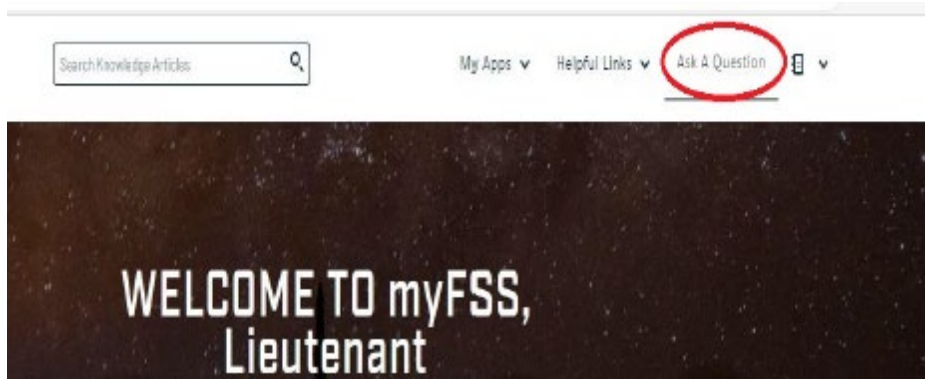 Search Knowledge Articles
My Apps Helpful Links Ask A Question
WELCOME TO myFSS,
Lieutenant